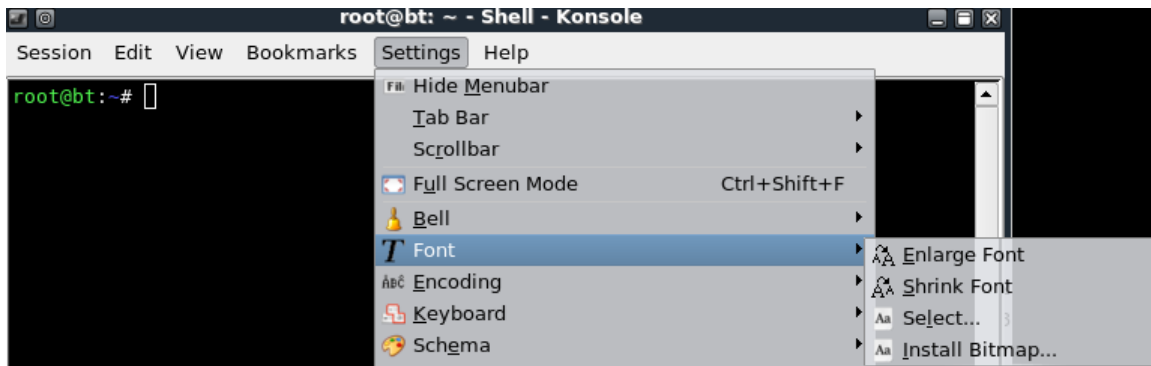 root@bt: ~ - Shell - Konsole
Session Edit View Bookmarks Settings Help
root@bt:~#
Hide Menubar
Tab Bar
Scrollbar
Full Screen Mode Ctrl+Shift+F
Bell
Font
Encoding
Keyboard
Schema
Enlarge Font
Shrink Font
Select...
Install Bitmap...